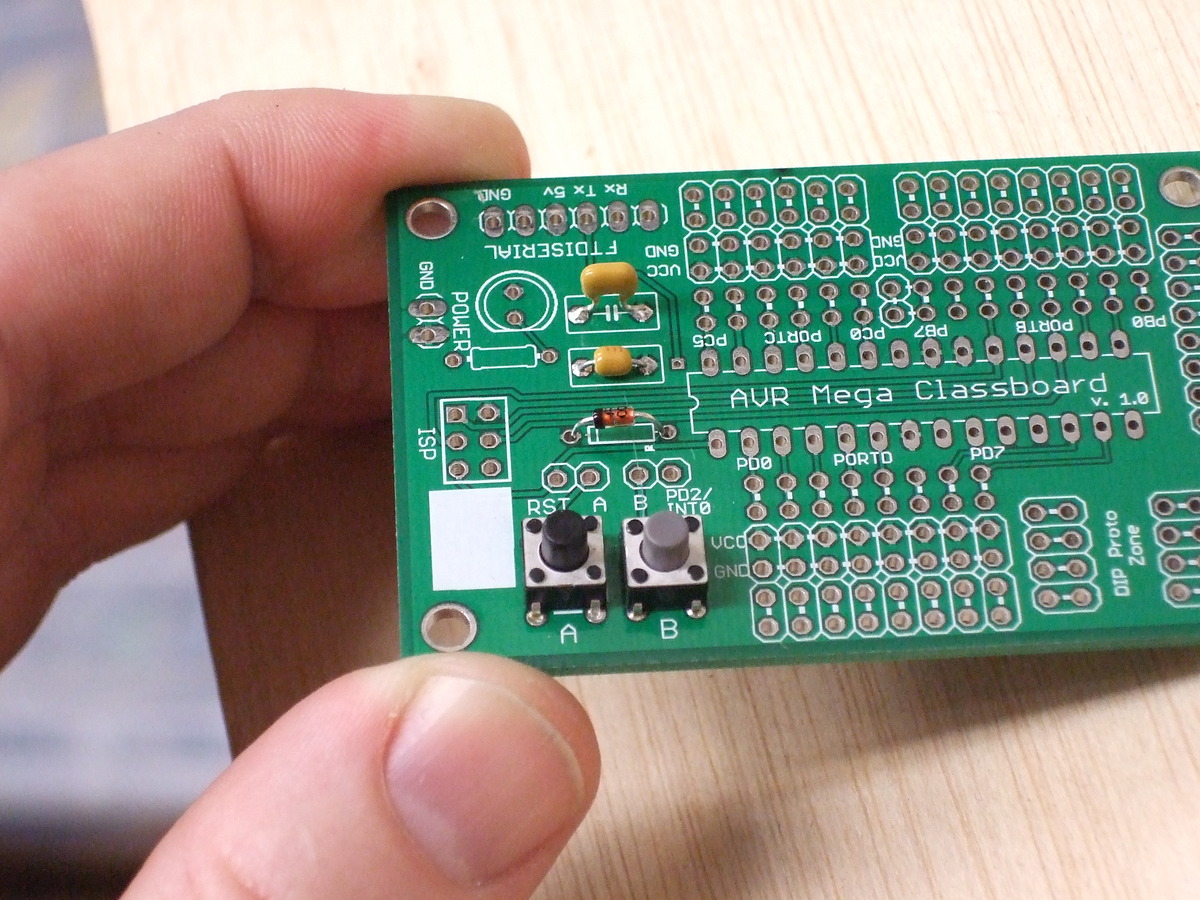 GND Rx Tx 5v
FTDISERIAL
GND
VCC
GND
VCC
GND
POWER
PC5 PORTC PC0 PB7 PORTB PB0
AVR Mega Classboard
v. 1.0
ISP
PD0 PORTD PD7
RST A B PD2/
INT0
VCC
GND
DIP Proto
Zone
A B